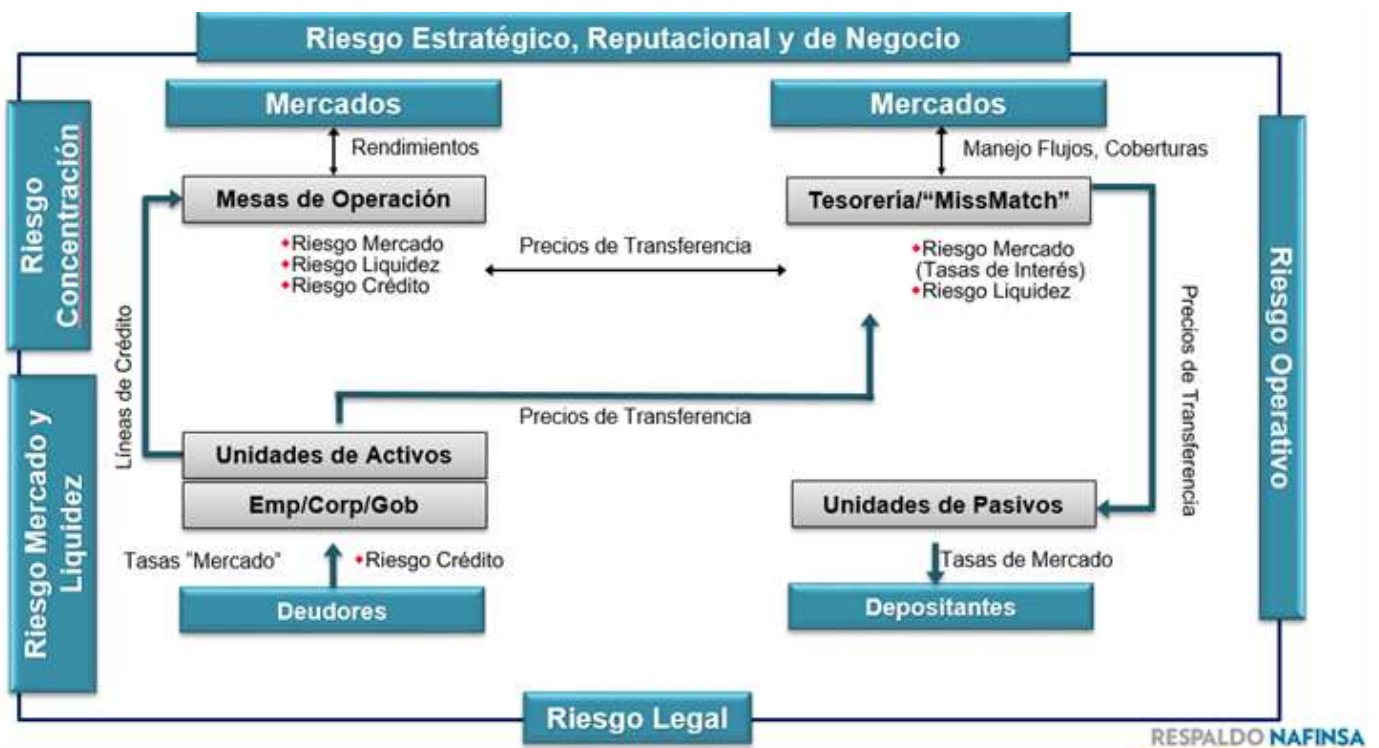 Riesgo Estratégico, Reputacional y de Negocio
Mercados
Mercados
Rendimientos
Manejo Flujos, Coberturas
Riesgo
Concentración
Mesas de Operación
Tesorería/“MissMatch”
Riesgo Mercado
Riesgo Liquidez
Riesgo Crédito
Precios de Transferencia
Riesgo Mercado
(Tasas de Interés)
Riesgo Liquidez
Líneas de Crédito
Precios de Transferencia
Riesgo Operativo
Precios de Transferencia
Unidades de Activos
Emp/Corp/Gob
Unidades de Pasivos
Riesgo Mercado y
Liquidez
Tasas "Mercado"
Riesgo Crédito
Tasas de Mercado
Deudores
Depositantes
Riesgo Legal
RESPALDO NAFINSA